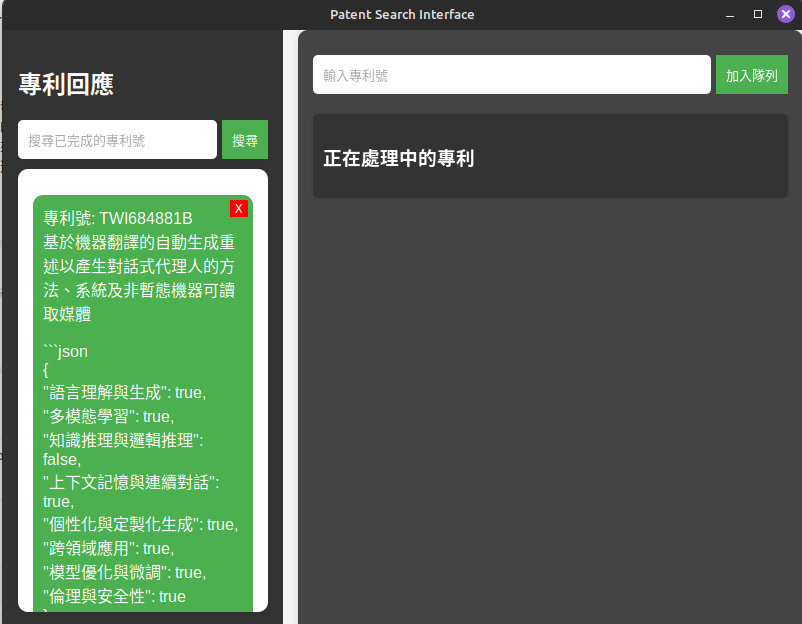 Patent Search Interface
專利回應
搜尋已完成的專利號
搜尋
X
專利號: TWI684881B
基於機器翻譯的自動生成重
述以產生對話式代理人的方
法、系統及非暫態機器可讀
取媒體
```json
{
"語言理解與生成": true,
"多模態學習": true,
"知識推理與邏輯推理":
false,
"上下文記憶與連續對話":
true,
"個性化與定製化生成": true,
"跨領域應用": true,
"模型優化與微調": true,
"倫理與安全性": true
輸入專利號
加入隊列
正在處理中的專利